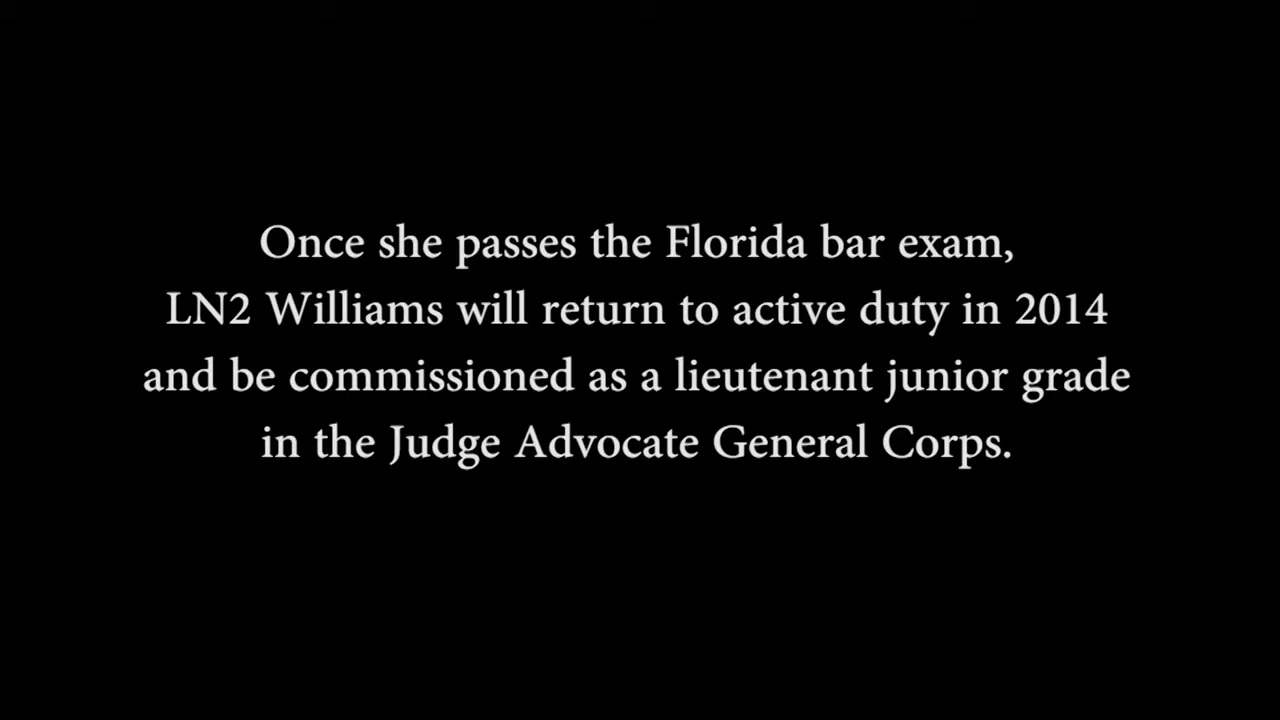 Once she passes the Florida bar exam,
LN2 Williams will return to active duty in 2014
and be commissioned as a lieutenant junior grade
in the Judge Advocate General Corps.